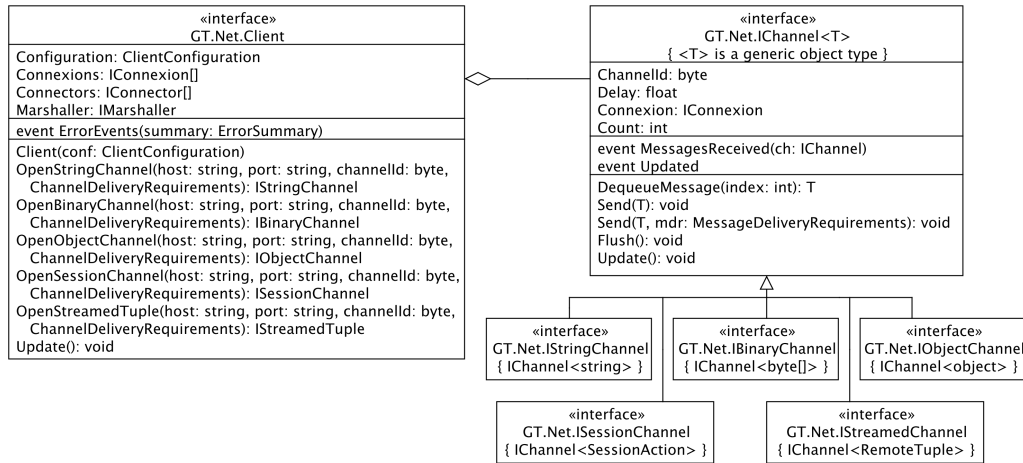 «interface»
GT.Net.Client
Configuration: ClientConfiguration
Connexions: IConnexion[]
Connectors: IConnector[]
Marshaller: IMarshaller
event ErrorEvents(summary: ErrorSummary)
Client(conf: ClientConfiguration)
OpenStringChannel(host: string, port: string, channelId: byte,
ChannelDeliveryRequirements): IStringChannel
OpenBinaryChannel(host: string, port: string, channelId: byte,
ChannelDeliveryRequirements): IBinaryChannel
OpenObjectChannel(host: string, port: string, channelId: byte,
ChannelDeliveryRequirements): IObjectChannel
OpenSessionChannel(host: string, port: string, channelId: byte,
ChannelDeliveryRequirements): ISessionChannel
OpenStreamedTuple(host: string, port: string, channelId: byte,
ChannelDeliveryRequirements): IStreamedTuple
Update(): void
«interface»
GT.Net.IChannel<T>
{ <T> is a generic object type }
ChannelId: byte
Delay: float
Connexion: IConnexion
Count: int
event MessagesReceived(ch: IChannel)
event Updated
DequeueMessage(index: int): T
Send(T): void
Send(T, mdr: MessageDeliveryRequirements): void
Flush(): void
Update(): void
«interface»
GT.Net.IStringChannel
{ IChannel<string> }
«interface»
GT.Net.IBinaryChannel
{ IChannel<byte[]> }
«interface»
GT.Net.IObjectChannel
{ IChannel<object> }
«interface»
GT.Net.ISessionChannel
{ IChannel<SessionAction> }
«interface»
GT.Net.IStreamedChannel
{ IChannel<RemoteTuple> }